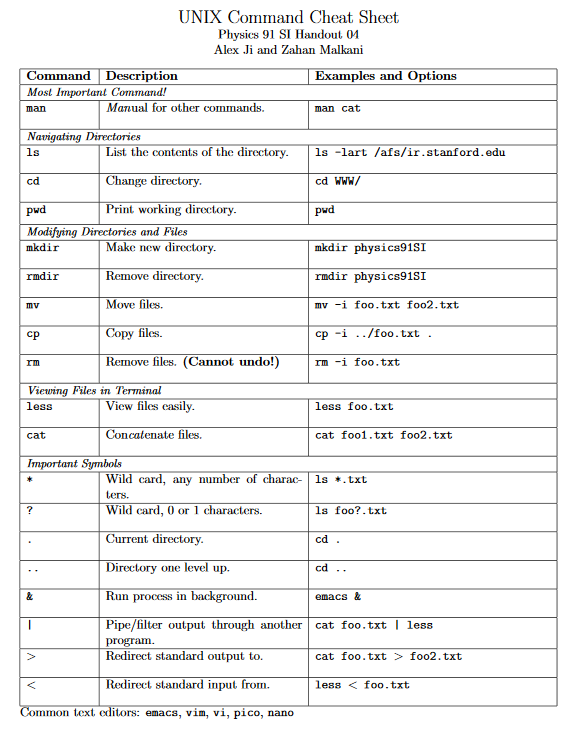 UNIX Command Cheat Sheet
Physics 91 SI Handout 04
Alex Ji and Zahan Malkani
Command Description Examples and Options
Most Important Command!
man Manual for other commands. man cat
Navigating Directories
ls List the contents of the directory. ls -lart /afs/ir.stanford.edu
cd Change directory. cd WWW/
pwd Print working directory. pwd
Modifying Directories and Files
mkdir Make new directory. mkdir physics91SI
rmdir Remove directory. rmdir physics91SI
mv Move files. mv -i foo.txt foo2.txt
cp Copy files. cp -i ../foo.txt .
rm Remove files. (Cannot undo!) rm -i foo.txt
Viewing Files in Terminal
less View files easily. less foo.txt
cat Concatenate files. cat foo1.txt foo2.txt
Important Symbols
* Wild card, any number of charac- ls *.txt
ters.
? Wild card, 0 or 1 characters. ls foo?.txt
. Current directory. cd .
.. Directory one level up. cd ..
& Run process in background. emacs &
| Pipe/filter output through another cat foo.txt | less
program.
> Redirect standard output to. cat foo.txt > foo2.txt
< Redirect standard input from. less < foo.txt
Common text editors: emacs, vim, vi, pico, nano